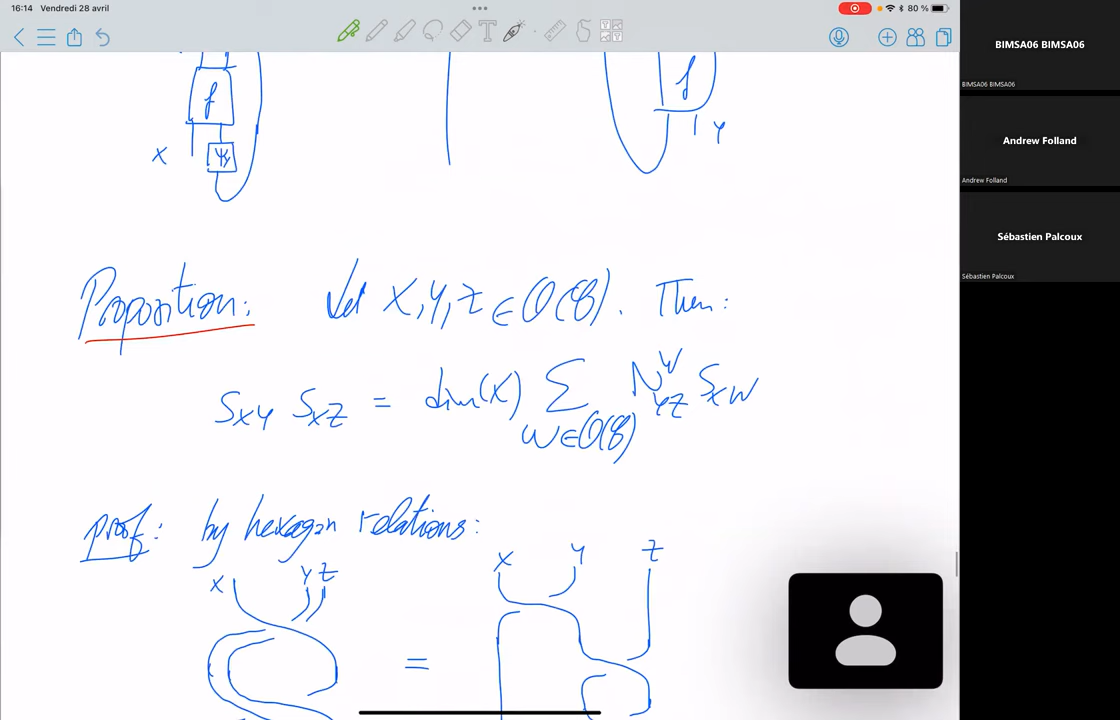 16:14 Vendredi 28 avril
80 %
f
X
Ψy
f
Y
Proposition: Let X, Y, Z ∈ O(C). Then:
S_XY S_XZ = dim(X) Σ_{W∈O(C)} N_YZ^W S_XW
proof: by hexagon relations:
X Y Z = X Y Z
BIMSA06 BIMSA06
BIMSA06 BIMSA06
Andrew Folland
Andrew Folland
Sébastien Palcoux
Sébastien Palcoux